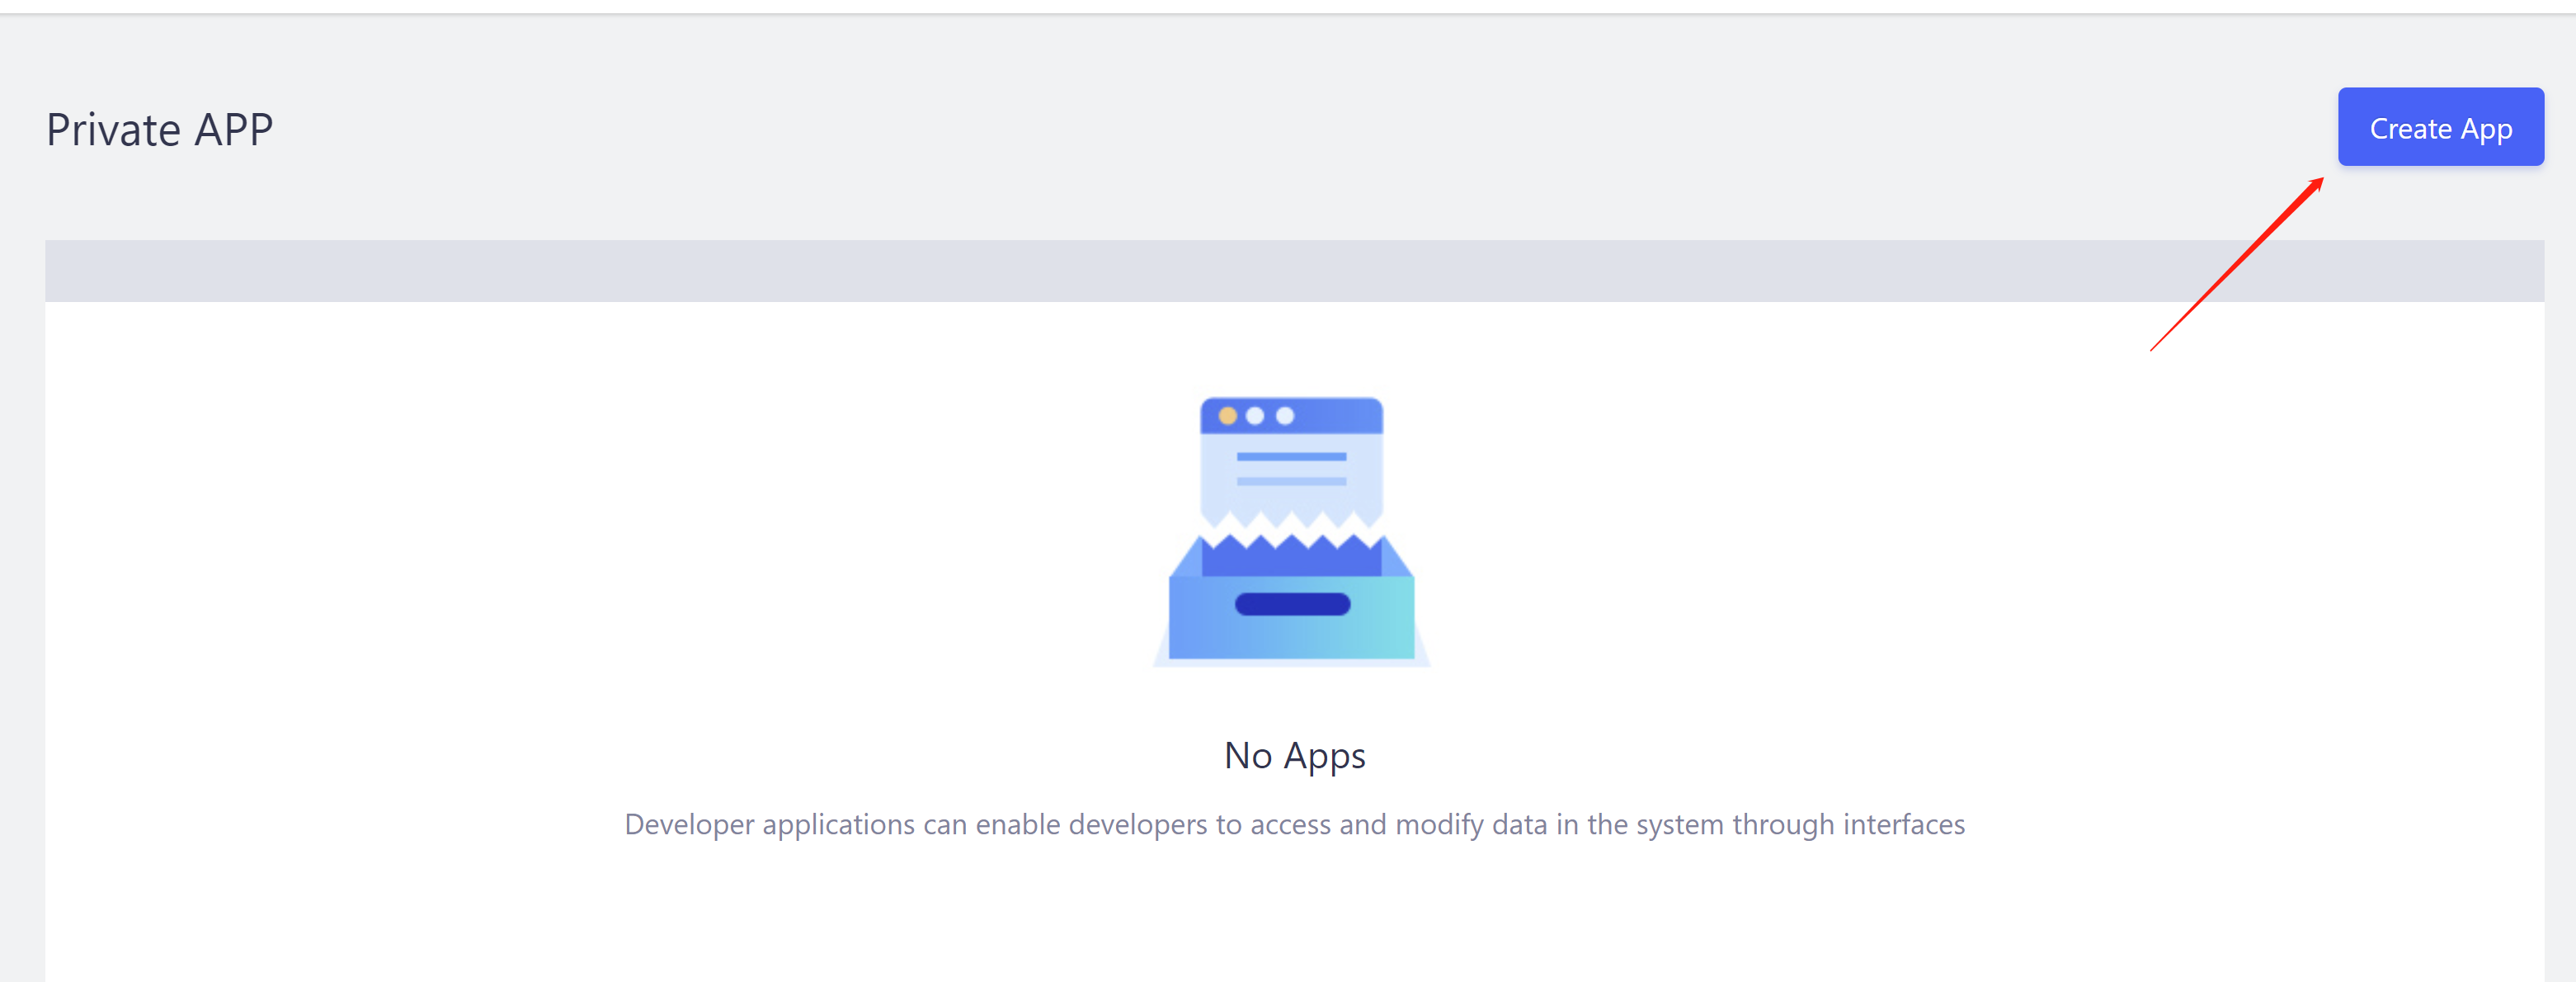 Private APP
Create App
No Apps
Developer applications can enable developers to access and modify data in the system through interfaces